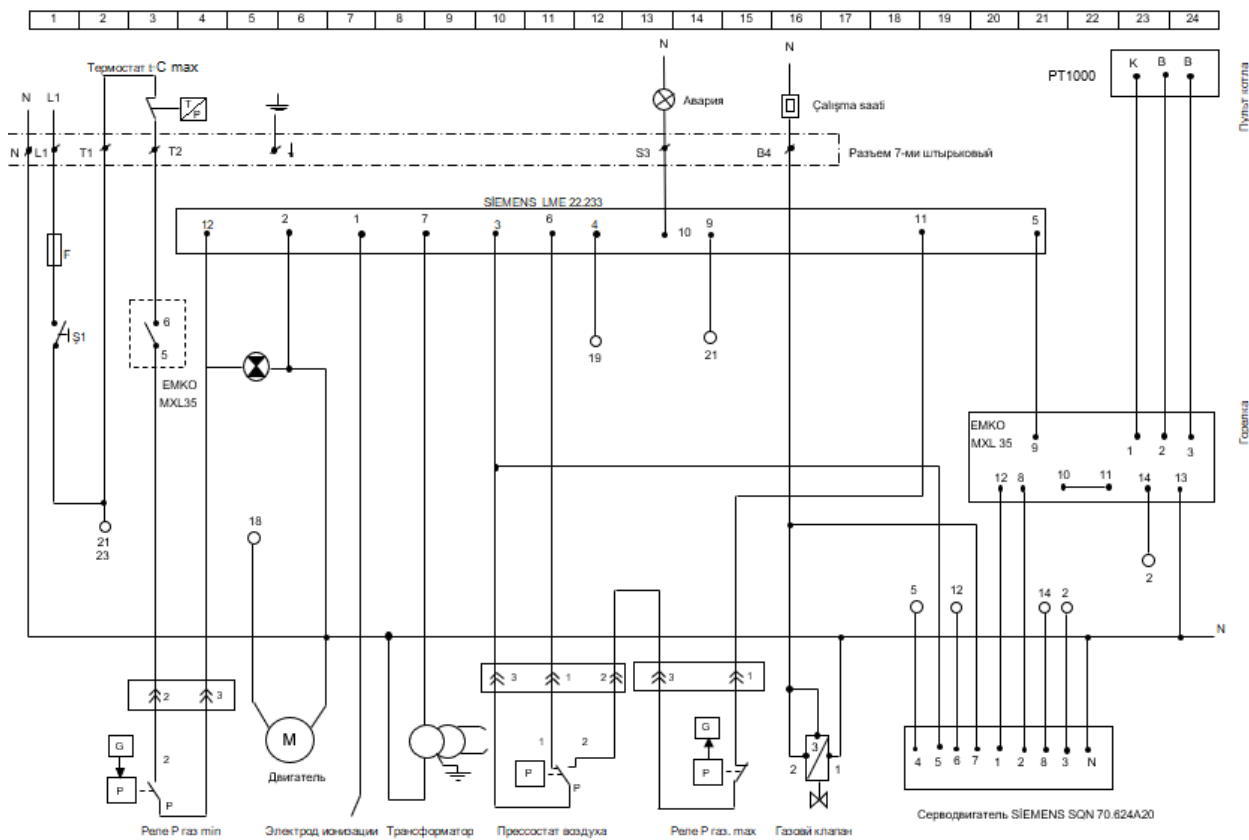 1 2 3 4 5 6 7 8 9 10 11 12 13 14 15 16 17 18 19 20 21 22 23 24
N N
K B B
PT1000
Пульт котла
Термостат t◦C max
N L1
T
P
Авария
Çalışma saati
N L1 T1 T2 S3 B4 Разъем 7-ми штырьковый
SİEMENS LME 22.233
12 2 1 7 3 6 4 10 9 11 5
F
6
Ş1
5
19 21
EMKO
MXL35
Горелка
EMKO
MXL 35
9 1 2 3
12 8 10 11 14 13
21
23
18
2
5 12 14 2
N
2 3 3 1 2 3 1
G
P
2
P
M
Двигатель
1 2
P
P
G
P
3
2 1
4 5 6 7 1 2 8 3 N
Серводвигатель SİEMENS SQN 70.624A20
Реле P газ min Электрод ионизации Трансформатор Прессостат воздуха Реле P газ. max Газовй клапан